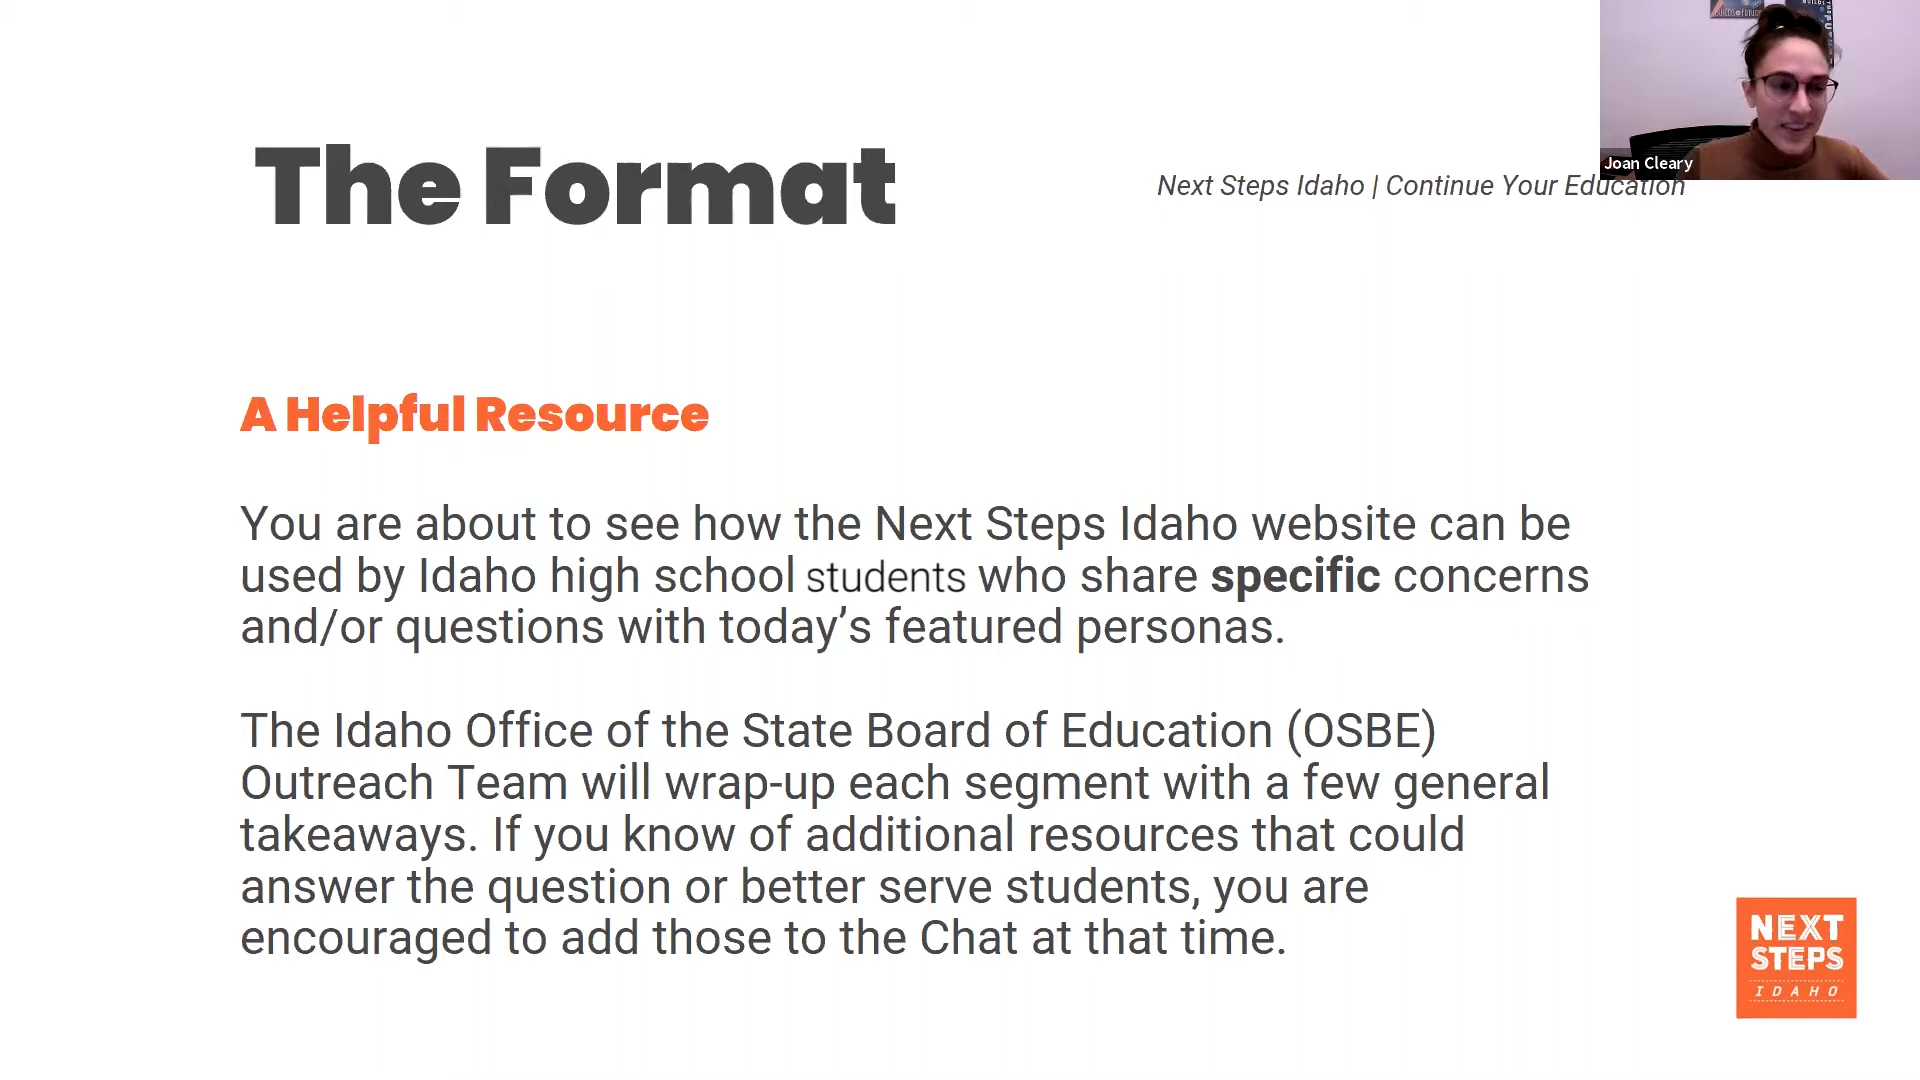 The Format
Next Steps Idaho | Continue Your Education
Joan Cleary
A Helpful Resource
You are about to see how the Next Steps Idaho website can be
used by Idaho high school students who share specific concerns
and/or questions with today’s featured personas.
The Idaho Office of the State Board of Education (OSBE)
Outreach Team will wrap-up each segment with a few general
takeaways. If you know of additional resources that could
answer the question or better serve students, you are
encouraged to add those to the Chat at that time.
NEXT
STEPS
IDAHO